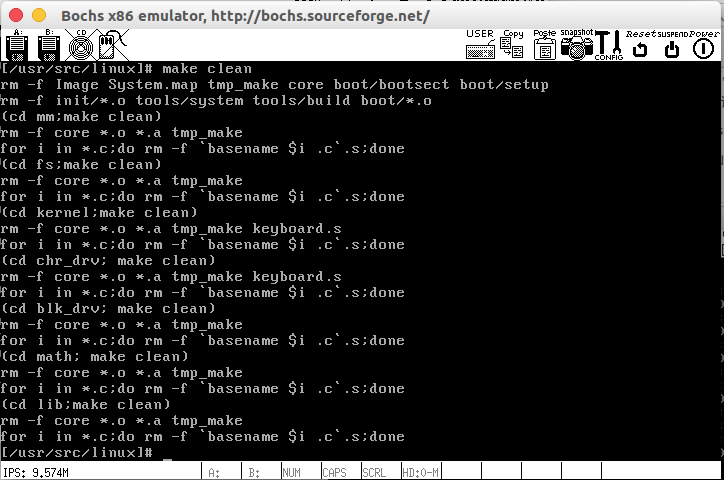 Bochs x86 emulator, http://bochs.sourceforge.net/
A: B: CD USER Copy Paste snapshot CONFIG Reset SUSPEND Power
[/usr/src/linux]# make clean
rm -f Image System.map tmp_make core boot/bootsect boot/setup
rm -f init/*.o tools/system tools/build boot/*.o
(cd mm;make clean)
rm -f core *.o *.a tmp_make
for i in *.c;do rm -f `basename $i .c`.s;done
(cd fs;make clean)
rm -f core *.o *.a tmp_make
for i in *.c;do rm -f `basename $i .c`.s;done
(cd kernel;make clean)
rm -f core *.o *.a tmp_make keyboard.s
for i in *.c;do rm -f `basename $i .c`.s;done
(cd chr_drv; make clean)
rm -f core *.o *.a tmp_make keyboard.s
for i in *.c;do rm -f `basename $i .c`.s;done
(cd blk_drv; make clean)
rm -f core *.o *.a tmp_make
for i in *.c;do rm -f `basename $i .c`.s;done
(cd math; make clean)
rm -f core *.o *.a tmp_make
for i in *.c;do rm -f `basename $i .c`.s;done
(cd lib;make clean)
rm -f core *.o *.a tmp_make
for i in *.c;do rm -f `basename $i .c`.s;done
[/usr/src/linux]# _
IPS: 9.574M A: B: NUM CAPS SCRL HD:0-M